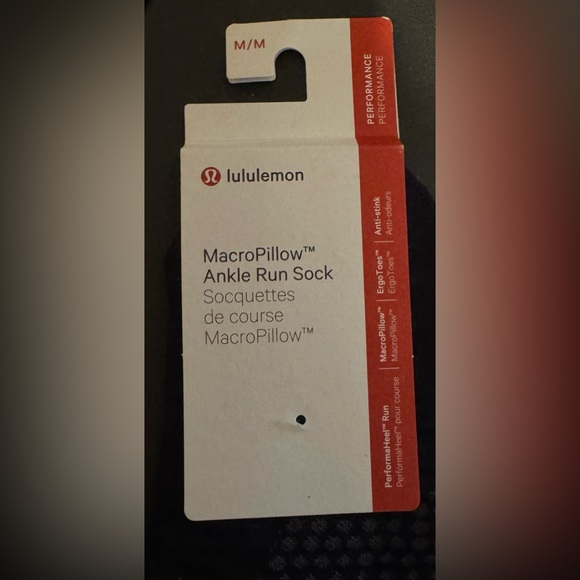 M/M
PERFORMANCE
PERFORMANCE
lululemon
MacroPillow™
Ankle Run Sock
Socquettes
de course
MacroPillow™
PerformaHeel™ Run | MacroPillow™ | ErgoToes™ | Anti-stink
PerformaHeel™ pour course | MacroPillow™ | ErgoToes™ | Anti-odeurs